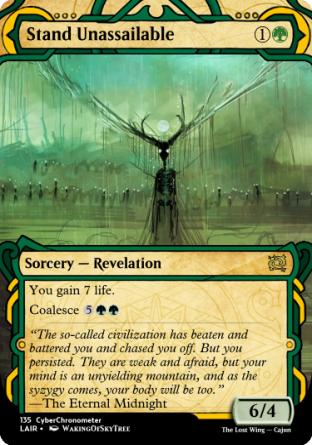 Stand Unassailable 1
Sorcery — Revelation
You gain 7 life.
Coalesce 5
“The so-called civilization has beaten and
battered you and chased you off. But you
persisted. They are weak and afraid, but your
mind is an unyielding mountain, and as the
syzygy comes, your body will be too.”
—The Eternal Midnight
6/4
135 CyberChronometer
LAIR • WakingOfSkyTree
The Lost Wing — Cajun